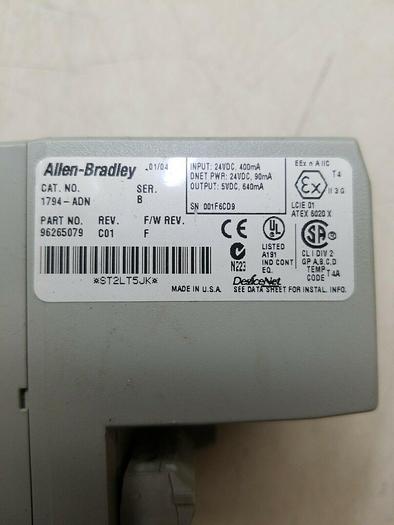 Allen-Bradley
01/04
CAT. NO. SER.
1794-ADN B
PART NO. REV. F/W REV.
96265079 C01 F
*ST2LT5JK*
MADE IN U.S.A.
INPUT: 24VDC, 400mA
DNET PWR: 24VDC, 90mA
OUTPUT: 5VDC, 640mA
SN 001F6CD9
CE
N223
UL
LISTED
A191
IND CONT
EQ.
DeviceNet
SEE DATA SHEET FOR INSTAL. INFO.
EEx n A IIC
T4
Ex
II 3 G
LCIE 01
ATEX 6020 X
SA
CL I DIV 2
GP A,B,C,D
TEMP
CODE T4A